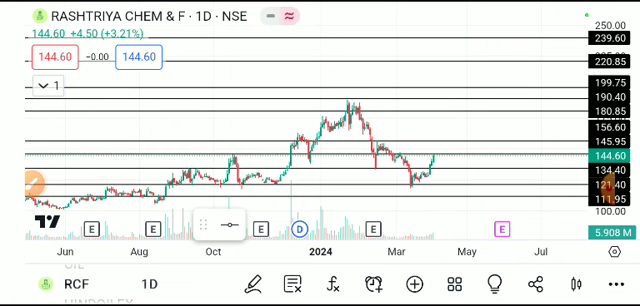 RASHTRIYA CHEM & F · 1D · NSE
144.60 +4.50 (+3.21%)
144.60 −0.00 144.60
1
250.00
239.60
220.85
199.75
190.40
180.85
156.60
145.95
144.60
134.40
121.40
111.95
100.00
5.908 M
E E E D E E
Jun Aug Oct 2024 Mar May Jul
RCF 1D